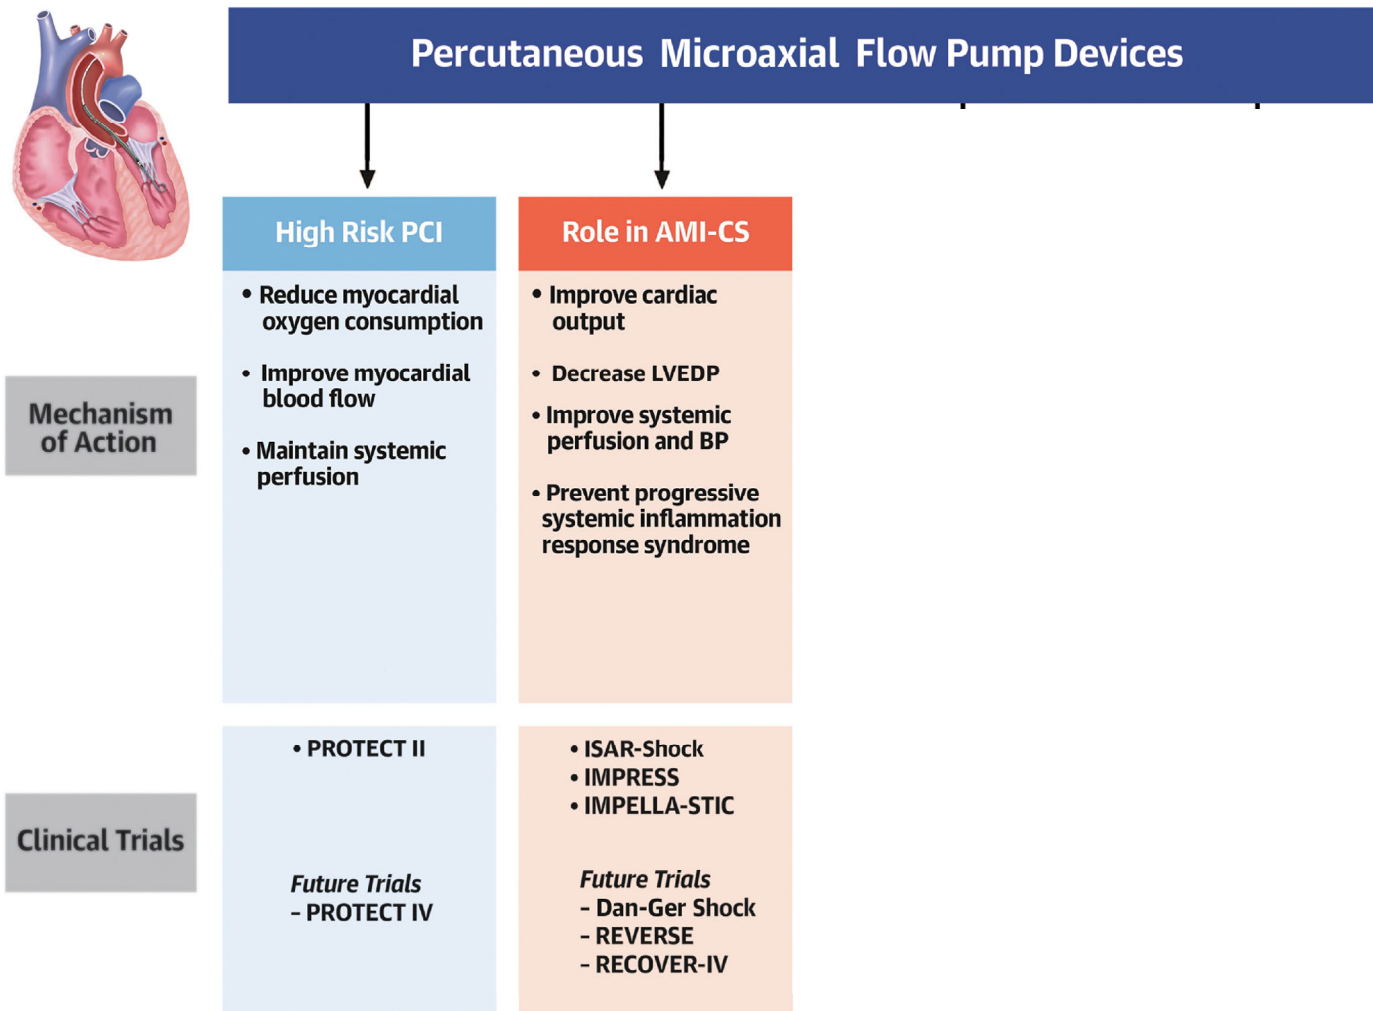 Percutaneous Microaxial Flow Pump Devices
High Risk PCI
Role in AMI-CS
Mechanism
of Action
• Reduce myocardial
oxygen consumption
• Improve myocardial
blood flow
• Maintain systemic
perfusion
• Improve cardiac
output
• Decrease LVEDP
• Improve systemic
perfusion and BP
• Prevent progressive
systemic inflammation
response syndrome
Clinical Trials
• PROTECT II
Future Trials
– PROTECT IV
• ISAR-Shock
• IMPRESS
• IMPELLA-STIC
Future Trials
– Dan-Ger Shock
– REVERSE
– RECOVER-IV